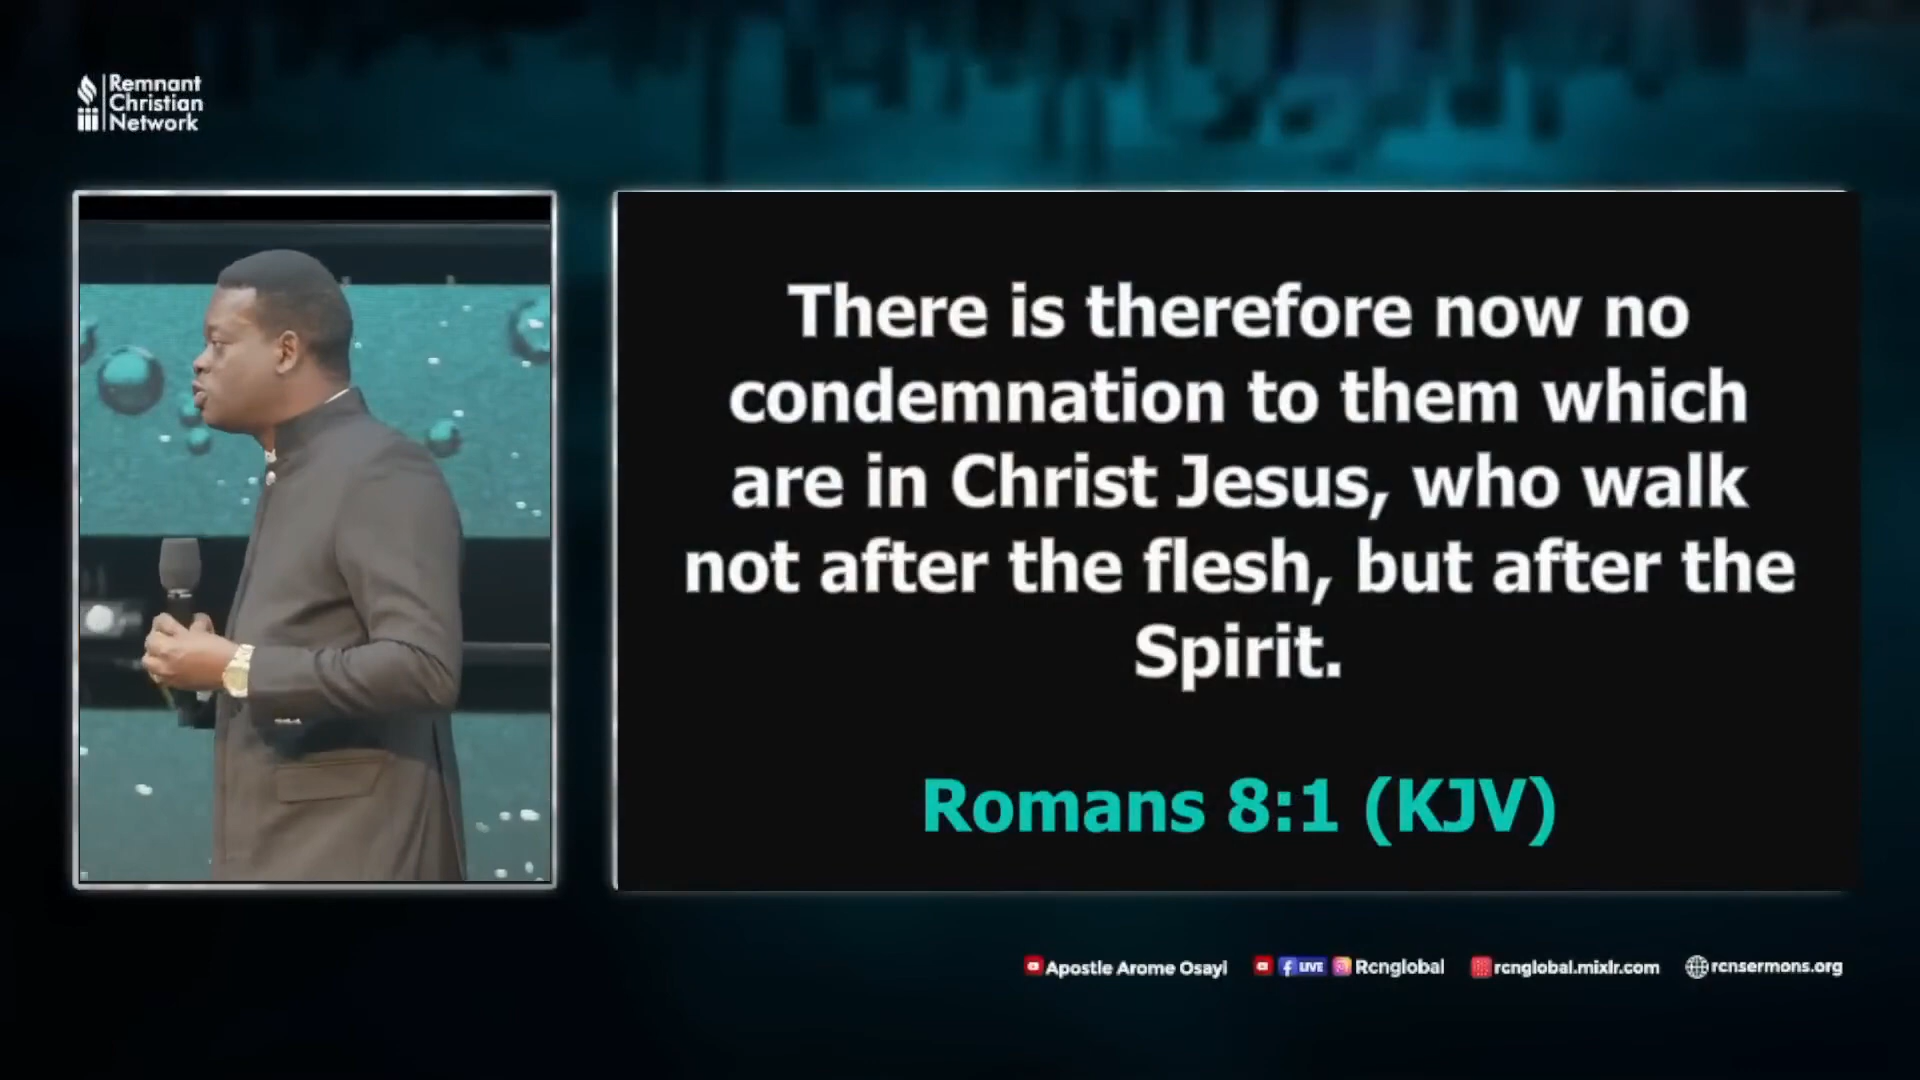 Remnant
Christian
Network
There is therefore now no
condemnation to them which
are in Christ Jesus, who walk
not after the flesh, but after the
Spirit.
Romans 8:1 (KJV)
Apostle Arome Osayi
LIVE Rcnglobal
rcnglobal.mixlr.com
rcnsermons.org